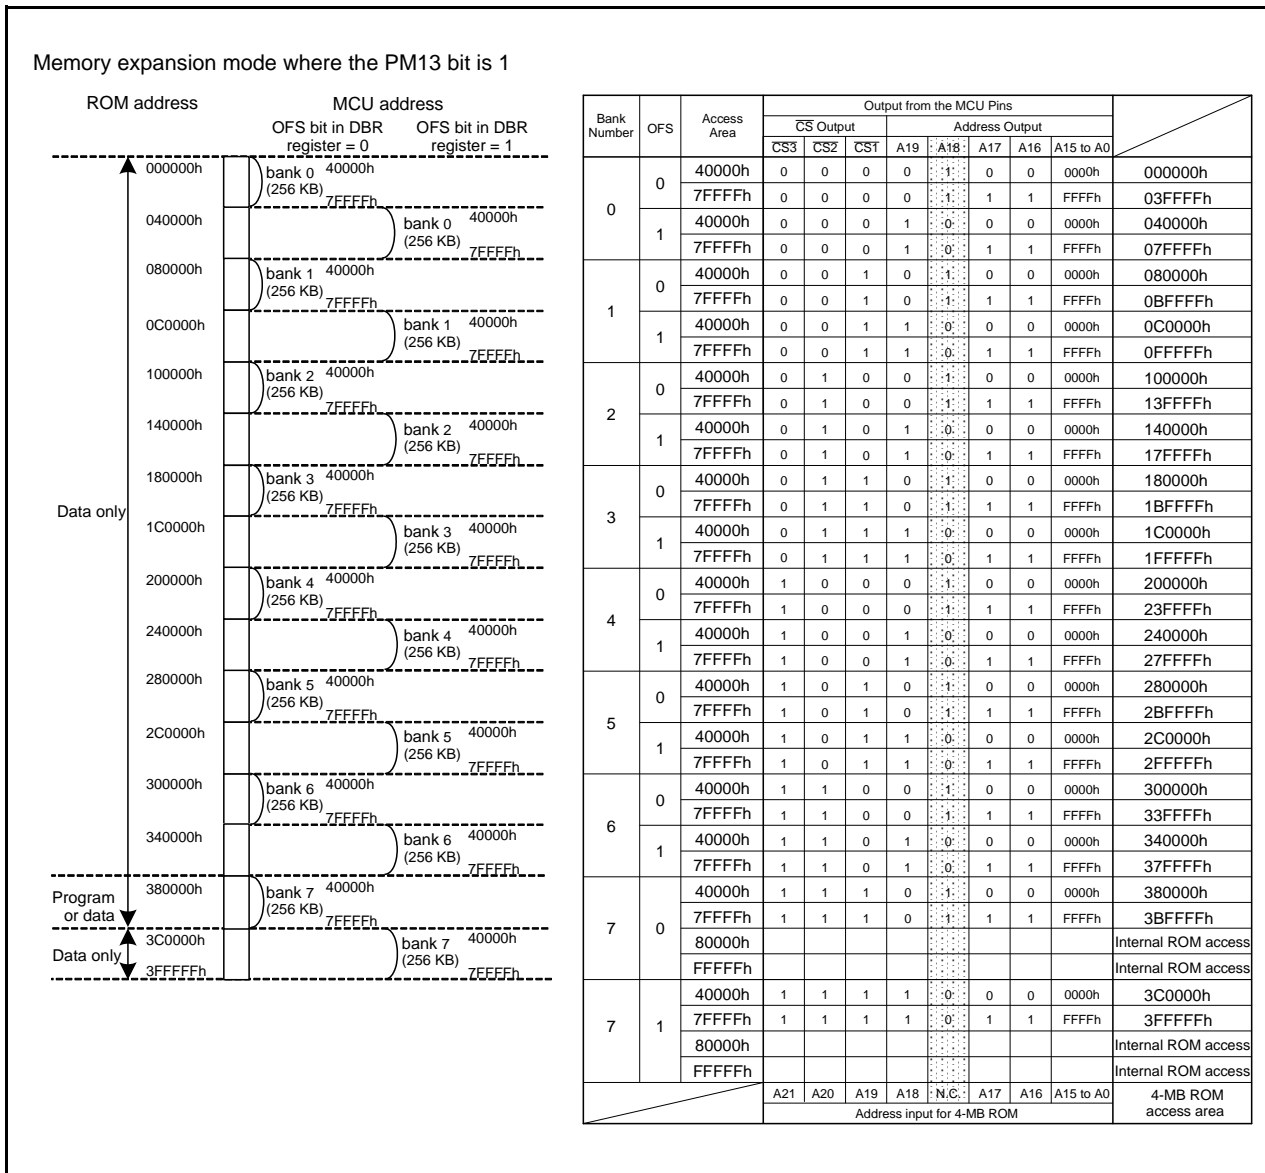 Memory expansion mode where the PM13 bit is 1
ROM address MCU address
OFS bit in DBR register = 0
OFS bit in DBR register = 1
000000h bank 0 (256 KB) 40000h 7FFFFh
040000h bank 0 (256 KB) 40000h 7FFFFh
080000h bank 1 (256 KB) 40000h 7FFFFh
0C0000h bank 1 (256 KB) 40000h 7FFFFh
100000h bank 2 (256 KB) 40000h 7FFFFh
140000h bank 2 (256 KB) 40000h 7FFFFh
180000h bank 3 (256 KB) 40000h 7FFFFh
Data only
1C0000h bank 3 (256 KB) 40000h 7FFFFh
200000h bank 4 (256 KB) 40000h 7FFFFh
240000h bank 4 (256 KB) 40000h 7FFFFh
280000h bank 5 (256 KB) 40000h 7FFFFh
2C0000h bank 5 (256 KB) 40000h 7FFFFh
300000h bank 6 (256 KB) 40000h 7FFFFh
340000h bank 6 (256 KB) 40000h 7FFFFh
Program or data
380000h bank 7 (256 KB) 40000h 7FFFFh
Data only
3C0000h bank 7 (256 KB) 40000h 7FFFFh
3FFFFFh
Bank Number OFS Access Area Output from the MCU Pins
CS Output Address Output
CS3 CS2 CS1 A19 A18 A17 A16 A15 to A0
0 0 40000h 0 0 0 0 1 0 0 0000h 000000h
7FFFFh 0 0 0 0 1 1 1 FFFFh 03FFFFh
1 40000h 0 0 0 1 0 0 0 0000h 040000h
7FFFFh 0 0 0 1 0 1 1 FFFFh 07FFFFh
1 0 40000h 0 0 1 0 1 0 0 0000h 080000h
7FFFFh 0 0 1 0 1 1 1 FFFFh 0BFFFFh
1 40000h 0 0 1 1 0 0 0 0000h 0C0000h
7FFFFh 0 0 1 1 0 1 1 FFFFh 0FFFFFh
2 0 40000h 0 1 0 0 1 0 0 0000h 100000h
7FFFFh 0 1 0 0 1 1 1 FFFFh 13FFFFh
1 40000h 0 1 0 1 0 0 0 0000h 140000h
7FFFFh 0 1 0 1 0 1 1 FFFFh 17FFFFh
3 0 40000h 0 1 1 0 1 0 0 0000h 180000h
7FFFFh 0 1 1 0 1 1 1 FFFFh 1BFFFFh
1 40000h 0 1 1 1 0 0 0 0000h 1C0000h
7FFFFh 0 1 1 1 0 1 1 FFFFh 1FFFFFh
4 0 40000h 1 0 0 0 1 0 0 0000h 200000h
7FFFFh 1 0 0 0 1 1 1 FFFFh 23FFFFh
1 40000h 1 0 0 1 0 0 0 0000h 240000h
7FFFFh 1 0 0 1 0 1 1 FFFFh 27FFFFh
5 0 40000h 1 0 1 0 1 0 0 0000h 280000h
7FFFFh 1 0 1 0 1 1 1 FFFFh 2BFFFFh
1 40000h 1 0 1 1 0 0 0 0000h 2C0000h
7FFFFh 1 0 1 1 0 1 1 FFFFh 2FFFFFh
6 0 40000h 1 1 0 0 1 0 0 0000h 300000h
7FFFFh 1 1 0 0 1 1 1 FFFFh 33FFFFh
1 40000h 1 1 0 1 0 0 0 0000h 340000h
7FFFFh 1 1 0 1 0 1 1 FFFFh 37FFFFh
7 0 40000h 1 1 1 0 1 0 0 0000h 380000h
7FFFFh 1 1 1 0 1 1 1 FFFFh 3BFFFFh
80000h Internal ROM access
FFFFFh Internal ROM access
7 1 40000h 1 1 1 1 0 0 0 0000h 3C0000h
7FFFFh 1 1 1 1 0 1 1 FFFFh 3FFFFFh
80000h Internal ROM access
FFFFFh Internal ROM access
A21 A20 A19 A18 N.C. A17 A16 A15 to A0 4-MB ROM access area
Address input for 4-MB ROM